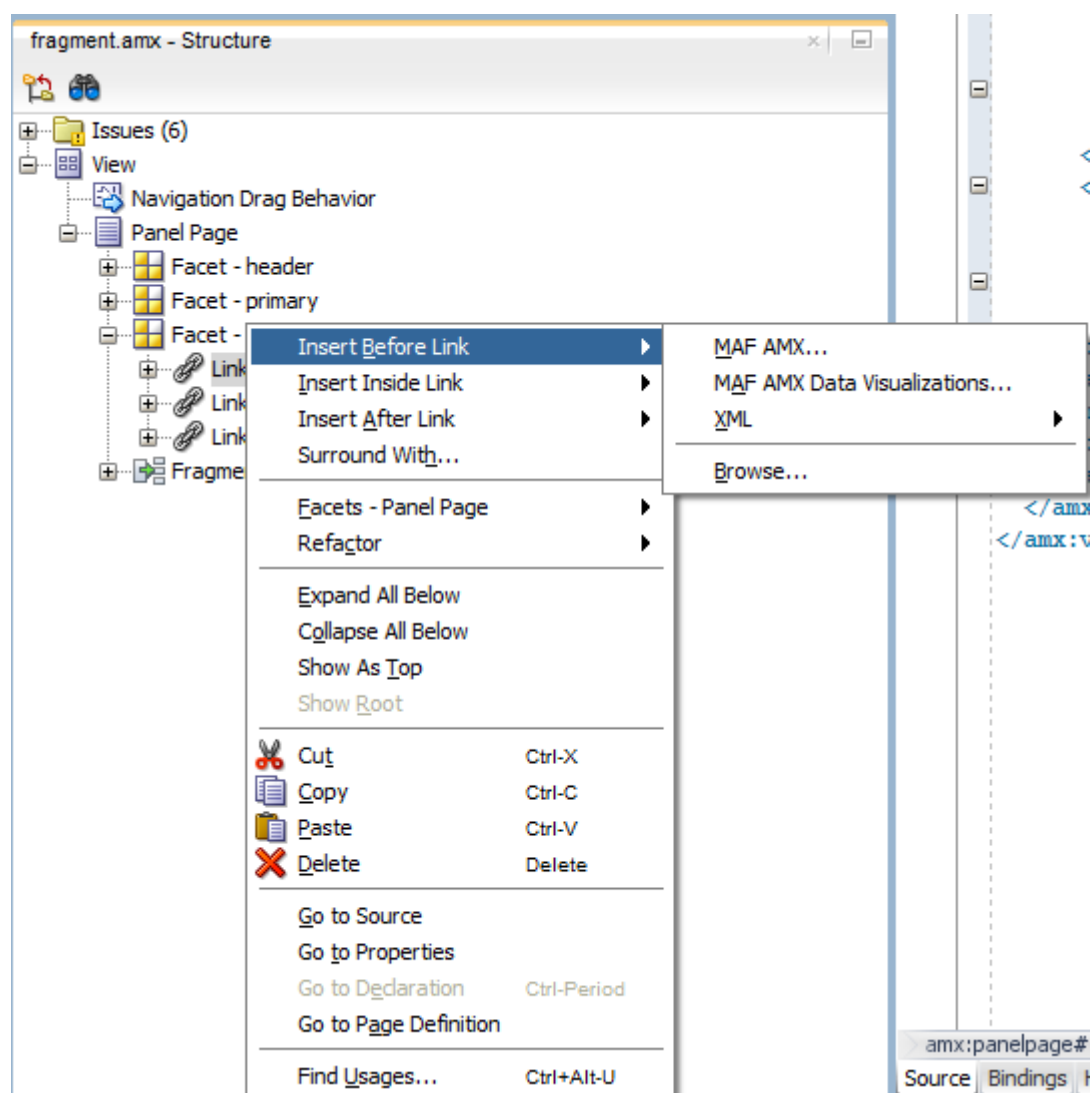 fragment.amx - Structure
Issues (6)
View
Navigation Drag Behavior
Panel Page
Facet - header
Facet - primary
Facet -
Link
Link
Link
Insert Before Link
Insert Inside Link
Insert After Link
Surround With...
Facets - Panel Page
Refactor
Expand All Below
Collapse All Below
Show As Top
Show Root
Cut Ctrl-X
Copy Ctrl-C
Paste Ctrl-V
Delete Delete
Go to Source
Go to Properties
Go to Declaration Ctrl-Period
Go to Page Definition
Find Usages... Ctrl+Alt-U
MAF AMX...
MAF AMX Data Visualizations...
XML
Browse...
</amx
</amx:v
amx:panelpage#
Source Bindings